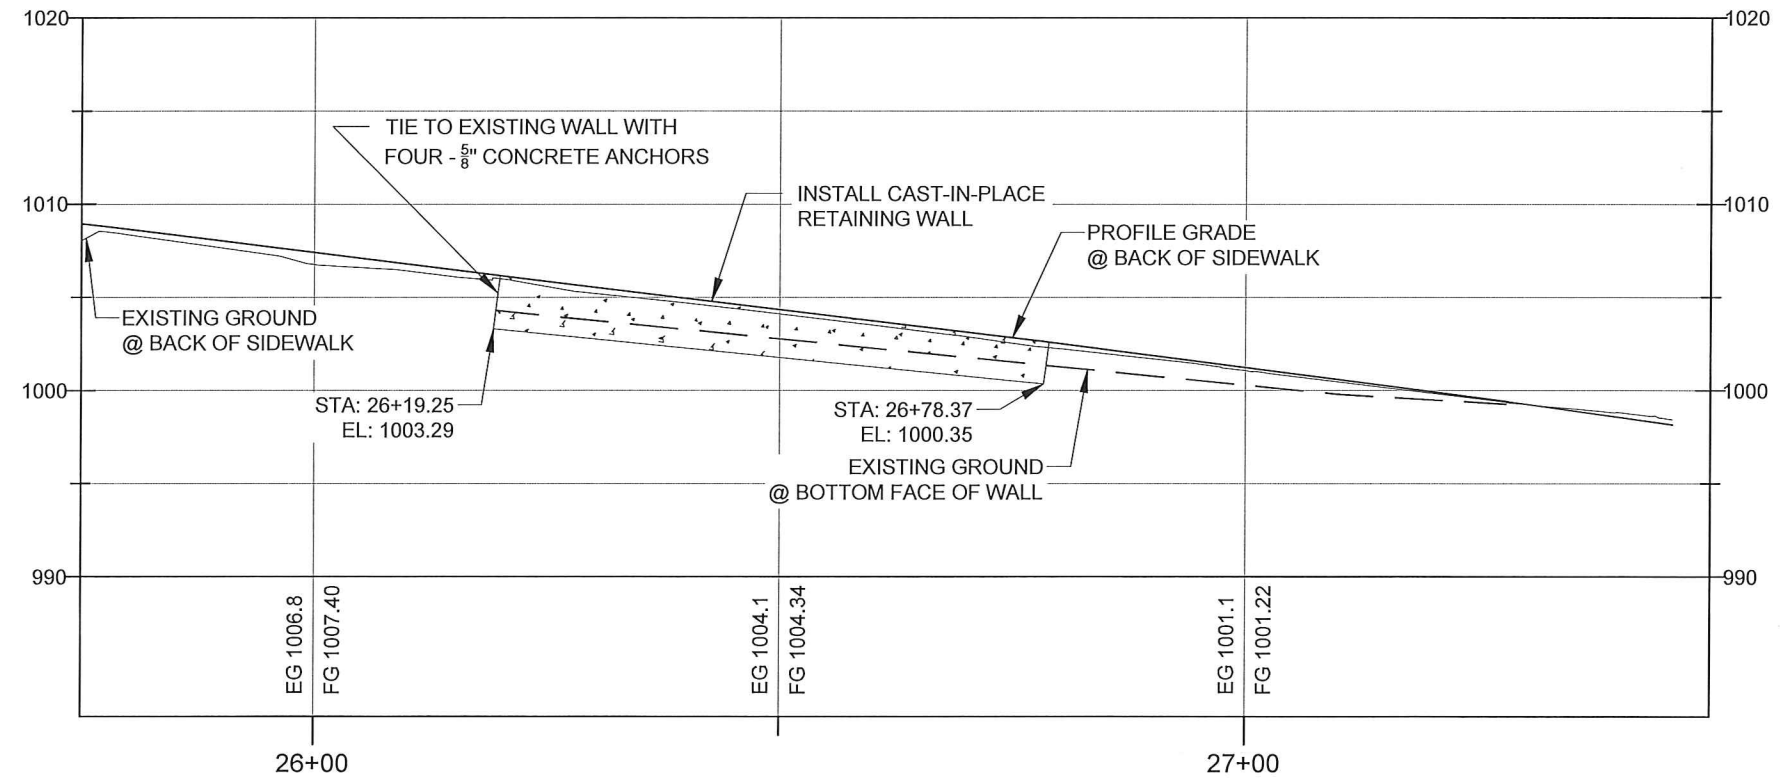 1020
1020
TIE TO EXISTING WALL WITH
FOUR - 5/8" CONCRETE ANCHORS
INSTALL CAST-IN-PLACE
RETAINING WALL
1010
1010
PROFILE GRADE
@ BACK OF SIDEWALK
EXISTING GROUND
@ BACK OF SIDEWALK
1000
1000
STA: 26+19.25
EL: 1003.29
STA: 26+78.37
EL: 1000.35
EXISTING GROUND
@ BOTTOM FACE OF WALL
990
990
EG 1006.8
FG 1007.40
EG 1004.1
FG 1004.34
EG 1001.1
FG 1001.22
26+00
27+00